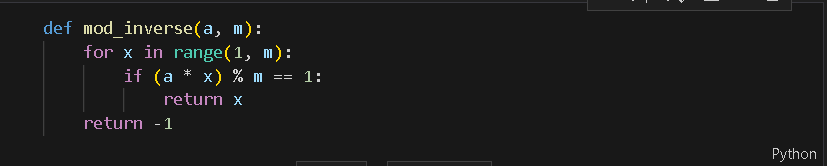 def mod_inverse(a, m):
    for x in range(1, m):
        if (a * x) % m == 1:
            return x
    return -1
Python